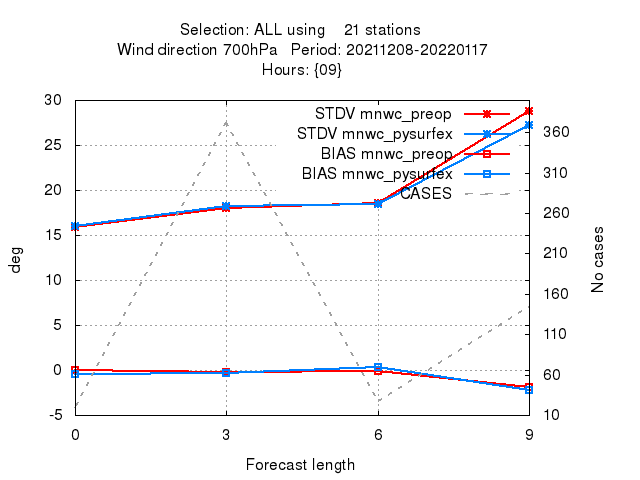 Selection: ALL using 21 stations
Wind direction 700hPa Period: 20211208-20220117
Hours: {09}
30
25
20
15
10
5
0
-5
deg
STDV mnwc_preop
STDV mnwc_pysurfex
BIAS mnwc_preop
BIAS mnwc_pysurfex
CASES
360
310
260
210
160
110
60
10
No cases
0 3 6 9
Forecast length